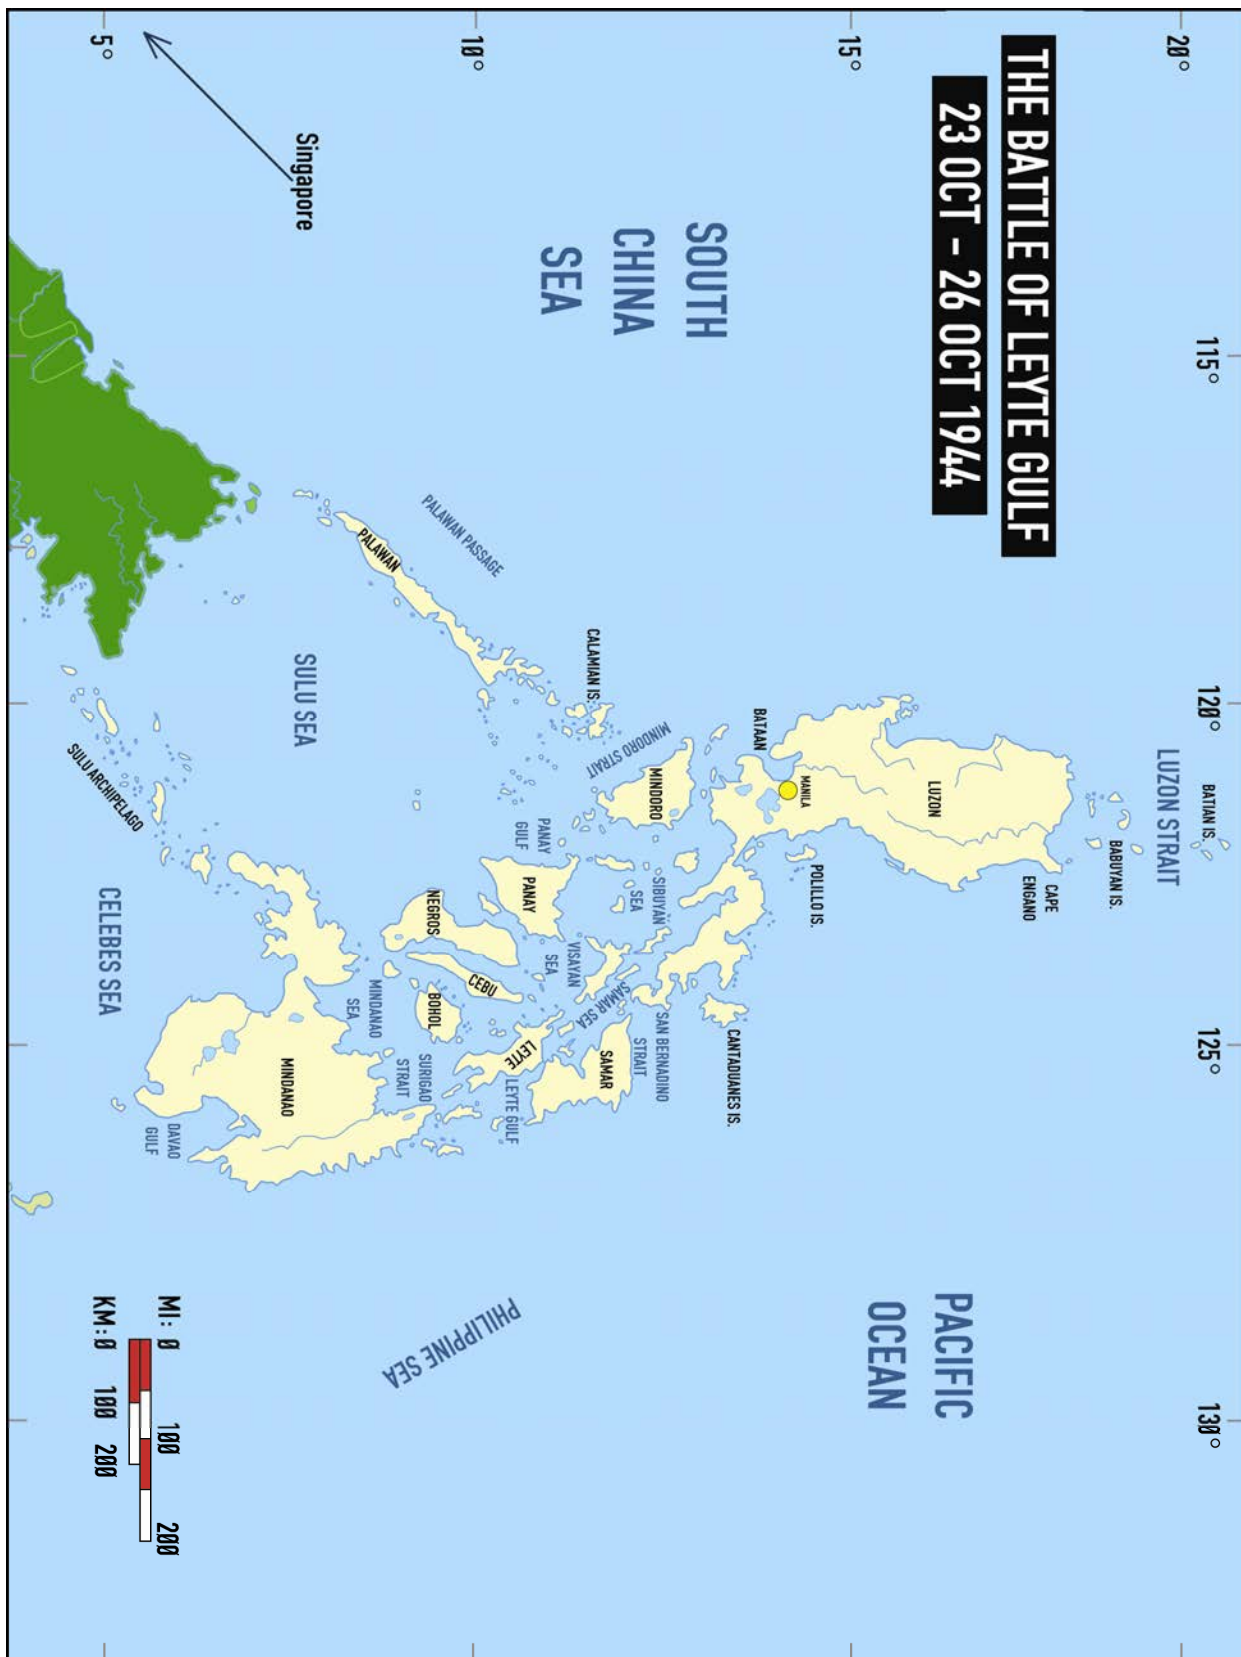 THE BATTLE OF LEYTE GULF
23 OCT - 26 OCT 1944
115°
120°
125°
130°
20°
15°
10°
5°
LUZON STRAIT
BATIAN IS.
BABUYAN IS.
CAPE
ENGANO
LUZON
SOUTH
CHINA
SEA
PACIFIC
OCEAN
MANILA
BATAAN
POLILLO IS.
CANTADUANES IS.
MINDORO STRAIT
MINDORO
SIBUYAN
SEA
SAN BERNADINO
STRAIT
CALAMIAN IS.
SAMAR SEA
SAMAR
VISAYAN
SEA
PANAY
GULF
PANAY
LEYTE
LEYTE GULF
PALAWAN PASSAGE
PALAWAN
NEGROS
CEBU
BOHOL
SURIGAO
STRAIT
MINDANAO
SEA
PHILIPPINE SEA
SULU SEA
MINDANAO
Singapore
SULU ARCHIPELAGO
DAVAO
GULF
CELEBES SEA
MI: 0 100 200
KM: 0 100 200